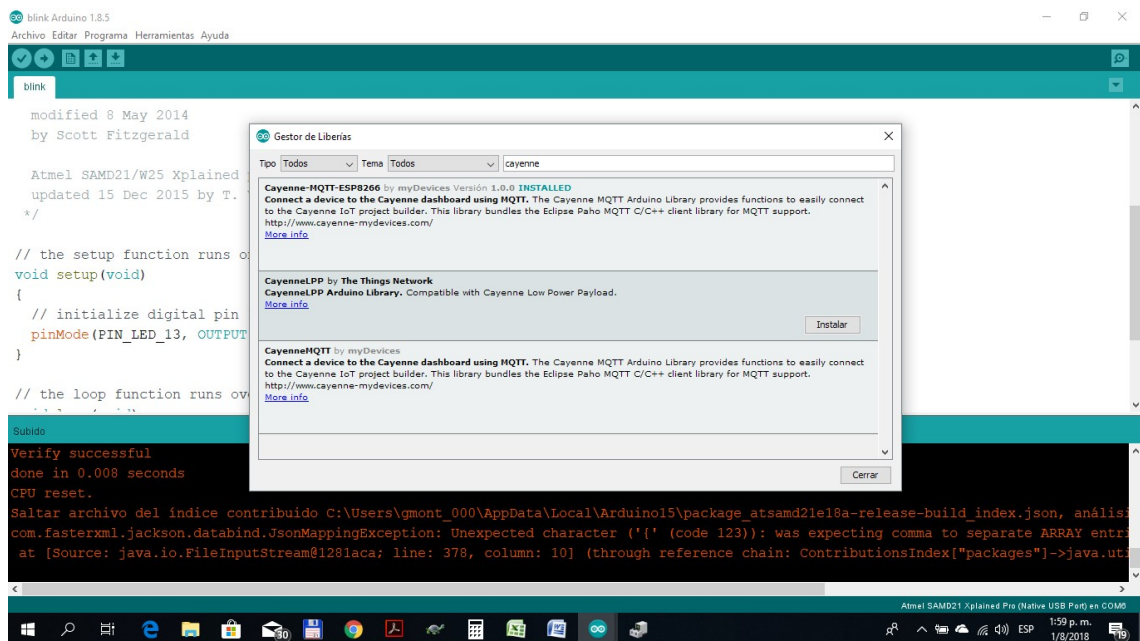 blink Arduino 1.8.5
Archivo Editar Programa Herramientas Ayuda
blink
modified 8 May 2014
by Scott Fitzgerald
Atmel SAMD21/W25 Xplained
updated 15 Dec 2015 by T.
*/
// the setup function runs o
void setup(void)
{
// initialize digital pin
pinMode(PIN_LED_13, OUTPUT
}
// the loop function runs ov
Gestor de Liberías
Tipo Todos Tema Todos cayenne
Cayenne-MQTT-ESP8266 by myDevices Versión 1.0.0 INSTALLED
Connect a device to the Cayenne dashboard using MQTT. The Cayenne MQTT Arduino Library provides functions to easily connect
to the Cayenne IoT project builder. This library bundles the Eclipse Paho MQTT C/C++ client library for MQTT support.
http://www.cayenne-mydevices.com/
More info
CayenneLPP by The Things Network
CayenneLPP Arduino Library. Compatible with Cayenne Low Power Payload.
More info
Instalar
CayenneMQTT by myDevices
Connect a device to the Cayenne dashboard using MQTT. The Cayenne MQTT Arduino Library provides functions to easily connect
to the Cayenne IoT project builder. This library bundles the Eclipse Paho MQTT C/C++ client library for MQTT support.
http://www.cayenne-mydevices.com/
More info
Cerrar
Subido
Verify successful
done in 0.008 seconds
CPU reset.
Saltar archivo del índice contribuido C:\Users\gmont_000\AppData\Local\Arduino15\package_atsamd21e18a-release-build_index.json, análisi
com.fasterxml.jackson.databind.JsonMappingException: Unexpected character ('{' (code 123)): was expecting comma to separate ARRAY entri
at [Source: java.io.FileInputStream@1281aca; line: 378, column: 10] (through reference chain: ContributionsIndex["packages"]->java.uti
Atmel SAMD21 Xplained Pro (Native USB Port) en COM6
30
ESP
1:59 p. m.
1/8/2018
19